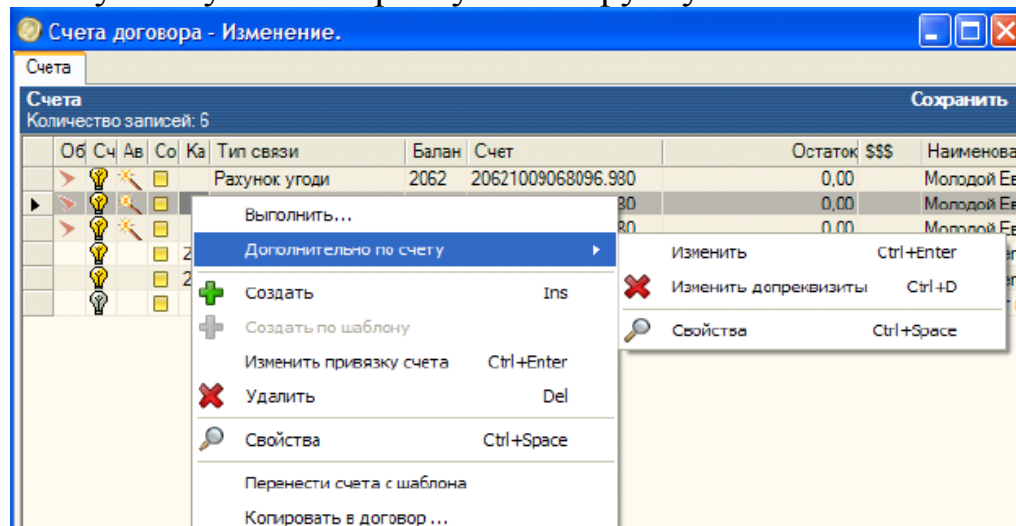 Счета договора - Изменение.
Счета
Счета Сохранить
Количество записей: 6
Об Сч Ав Со Ка Тип связи Балан Счет Остаток $$$ Наименова
Рахунок угоди 2062 20621009068096.980 0,00 Молодой Ев
80 0,00 Молодой Ев
80 0,00 Молодой Ев
Выполнить...
Дополнительно по счету
Изменить Ctrl+Enter
Изменить допреквизиты Ctrl+D
Свойства Ctrl+Space
Создать Ins
Создать по шаблону
Изменить привязку счета Ctrl+Enter
Удалить Del
Свойства Ctrl+Space
Перенести счета с шаблона
Копировать в договор ...